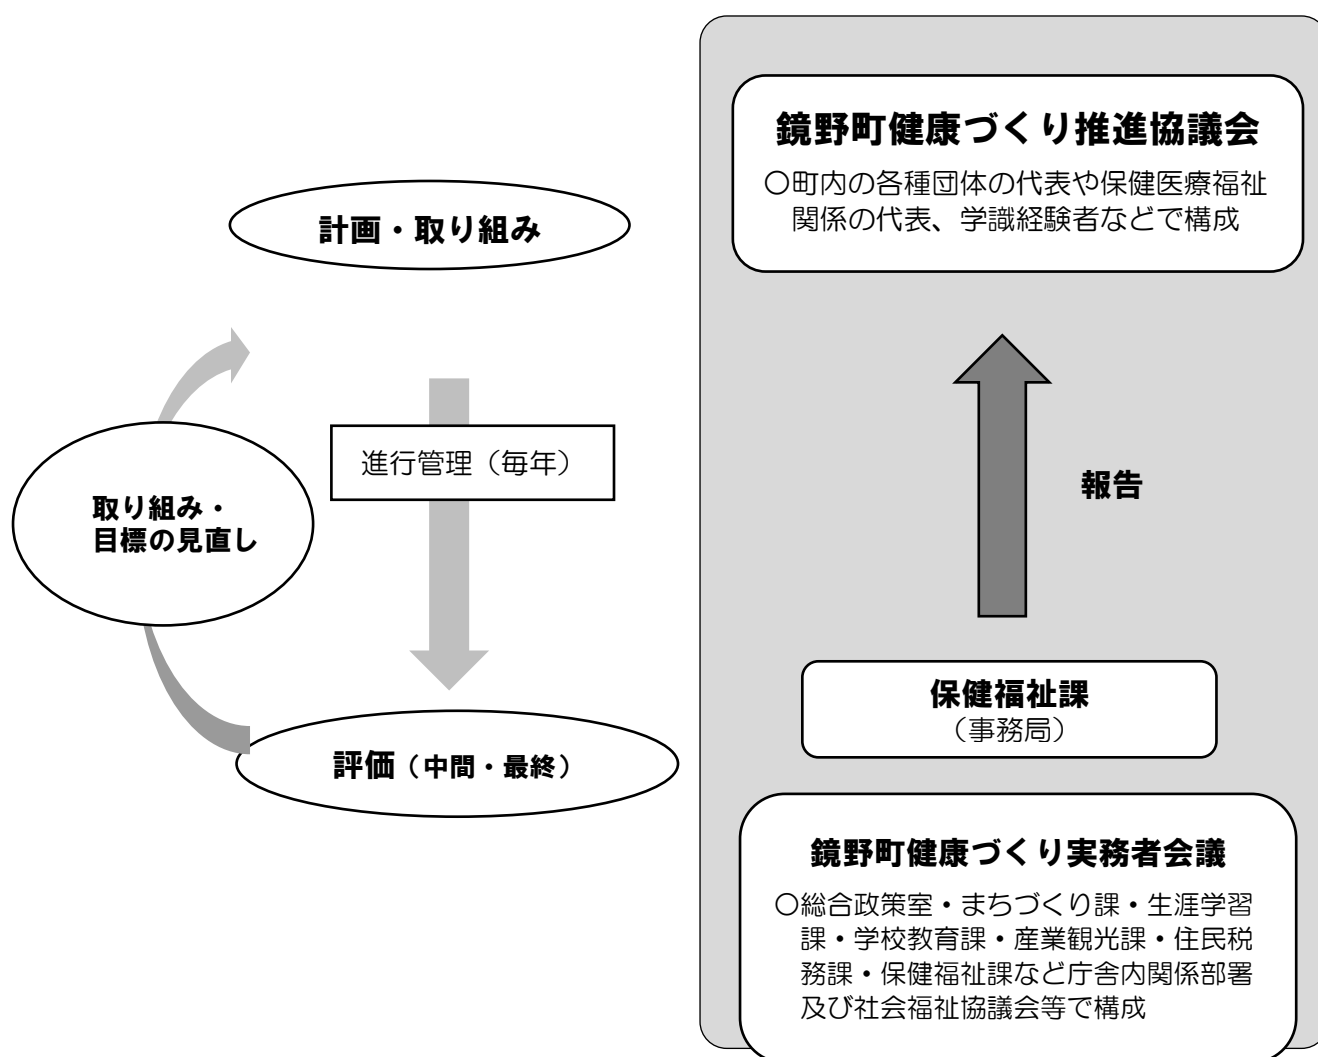 計画・取り組み
進行管理（毎年）
取り組み・
目標の見直し
評価（中間・最終）
鏡野町健康づくり推進協議会
○町内の各種団体の代表や保健医療福祉
関係の代表、学識経験者などで構成
報告
保健福祉課
（事務局）
鏡野町健康づくり実務者会議
○総合政策室・まちづくり課・生涯学習
課・学校教育課・産業観光課・住民税
務課・保健福祉課など庁舎内関係部署
及び社会福祉協議会等で構成